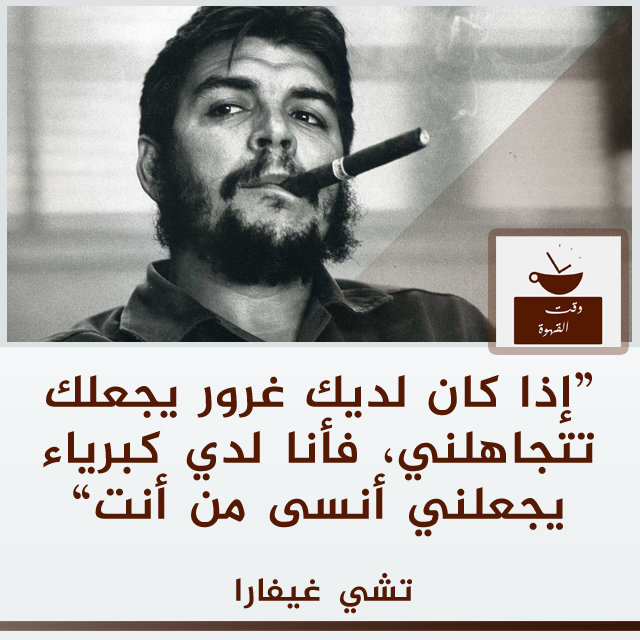 وقت
القهوة
”إذا كان لديك غرور يجعلك
تتجاهلني، فأنا لدي كبرياء
يجعلني أنسى من أنت“
تشي غيفارا